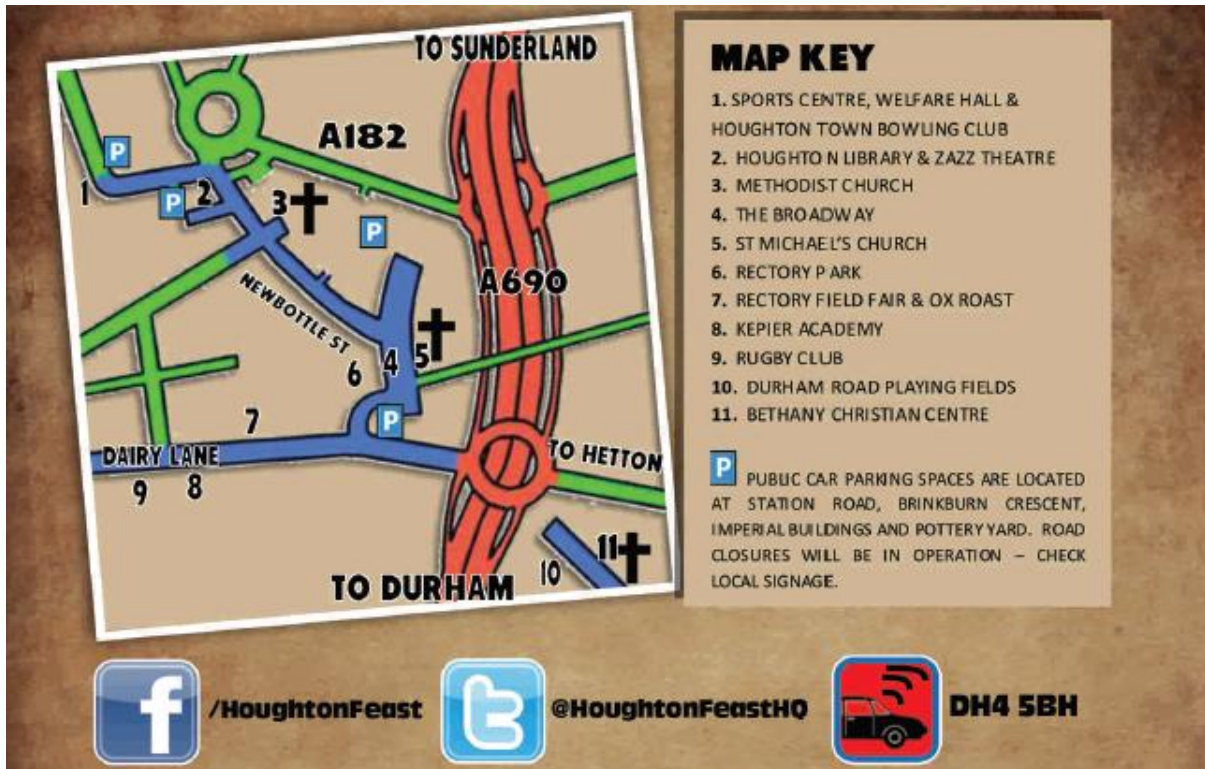 TO SUNDERLAND
A182
P
1
P
2
3
P
A690
NEWBOTTLE ST
6
4
5
P
7
DAIRY LANE
9
8
TO HETTON
11
10
TO DURHAM
MAP KEY
1. SPORTS CENTRE, WELFARE HALL &
HOUGHTON TOWN BOWLING CLUB
2. HOUGHTON LIBRARY & ZAZZ THEATRE
3. METHODIST CHURCH
4. THE BROADWAY
5. ST MICHAEL'S CHURCH
6. RECTORY PARK
7. RECTORY FIELD FAIR & OX ROAST
8. KEPIER ACADEMY
9. RUGBY CLUB
10. DURHAM ROAD PLAYING FIELDS
11. BETHANY CHRISTIAN CENTRE
P PUBLIC CAR PARKING SPACES ARE LOCATED
AT STATION ROAD, BRINKBURN CRESCENT,
IMPERIAL BUILDINGS AND POTTERY YARD. ROAD
CLOSURES WILL BE IN OPERATION – CHECK
LOCAL SIGNAGE.
f /HoughtonFeast
t @HoughtonFeastHQ
DH4 5BH